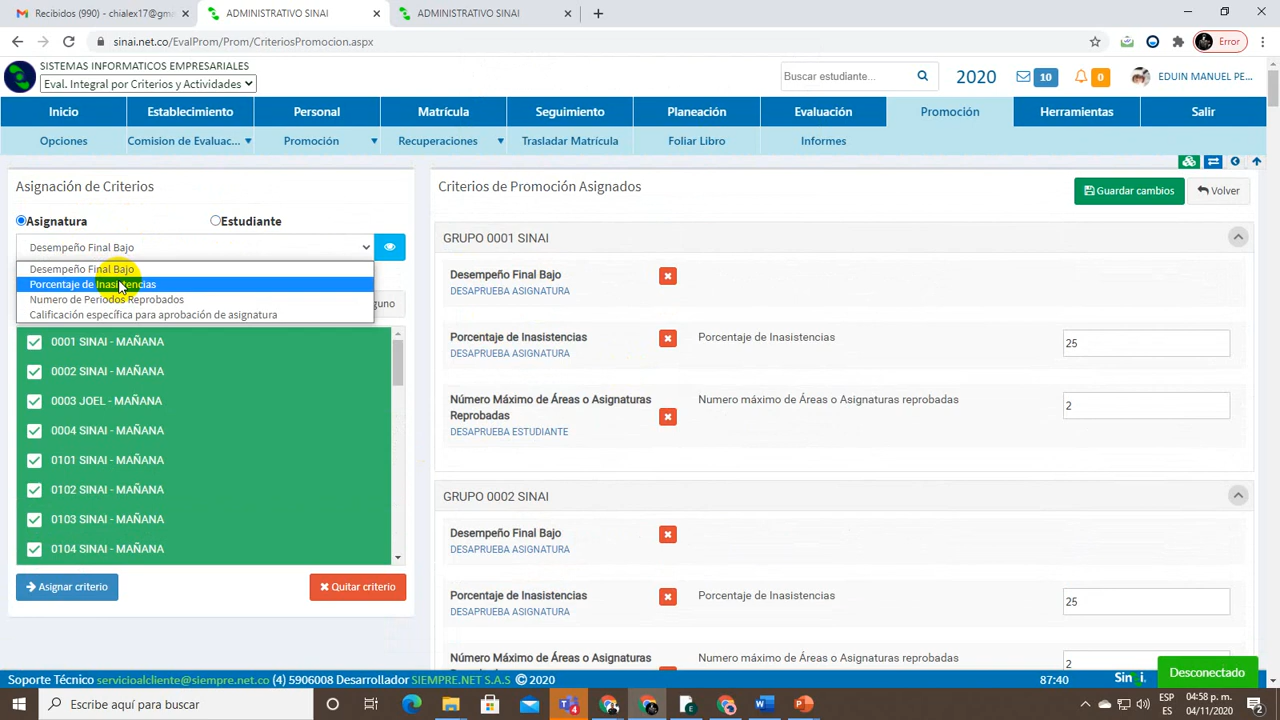 Recibidos (990) - chialex17@gma
ADMINISTRATIVO SINAI
ADMINISTRATIVO SINAI
sinai.net.co/EvalProm/Prom/CriteriosPromocion.aspx
Error
SISTEMAS INFORMATICOS EMPRESARIALES
Eval. Integral por Criterios y Actividades
Buscar estudiante...
2020
10
0
EDUIN MANUEL PE...
Inicio
Establecimiento
Personal
Matrícula
Seguimiento
Planeación
Evaluación
Promoción
Herramientas
Salir
Opciones
Comision de Evaluac...
Promoción
Recuperaciones
Trasladar Matrícula
Foliar Libro
Informes
Asignación de Criterios
Asignatura
Estudiante
Desempeño Final Bajo
Desempeño Final Bajo
Porcentaje de Inasistencias
Numero de Periodos Reprobados
Calificación específica para aprobación de asignatura
guno
0001 SINAI - MAÑANA
0002 SINAI - MAÑANA
0003 JOEL - MAÑANA
0004 SINAI - MAÑANA
0101 SINAI - MAÑANA
0102 SINAI - MAÑANA
0103 SINAI - MAÑANA
0104 SINAI - MAÑANA
Asignar criterio
Quitar criterio
Criterios de Promoción Asignados
Guardar cambios
Volver
GRUPO 0001 SINAI
Desempeño Final Bajo
DESAPRUEBA ASIGNATURA
Porcentaje de Inasistencias
DESAPRUEBA ASIGNATURA
Porcentaje de Inasistencias
25
Número Máximo de Áreas o Asignaturas
Reprobadas
DESAPRUEBA ESTUDIANTE
Numero máximo de Áreas o Asignaturas reprobadas
2
GRUPO 0002 SINAI
Desempeño Final Bajo
DESAPRUEBA ASIGNATURA
Porcentaje de Inasistencias
DESAPRUEBA ASIGNATURA
Porcentaje de Inasistencias
25
Número Máximo de Áreas o Asignaturas
Numero máximo de Áreas o Asignaturas reprobadas
2
Soporte Técnico servicioalcliente@siempre.net.co (4) 5906008 Desarrollador SIEMPRE.NET S.A.S © 2020
87:40
Desconectado
Escribe aquí para buscar
ESP
ES
04:58 p. m.
04/11/2020
2